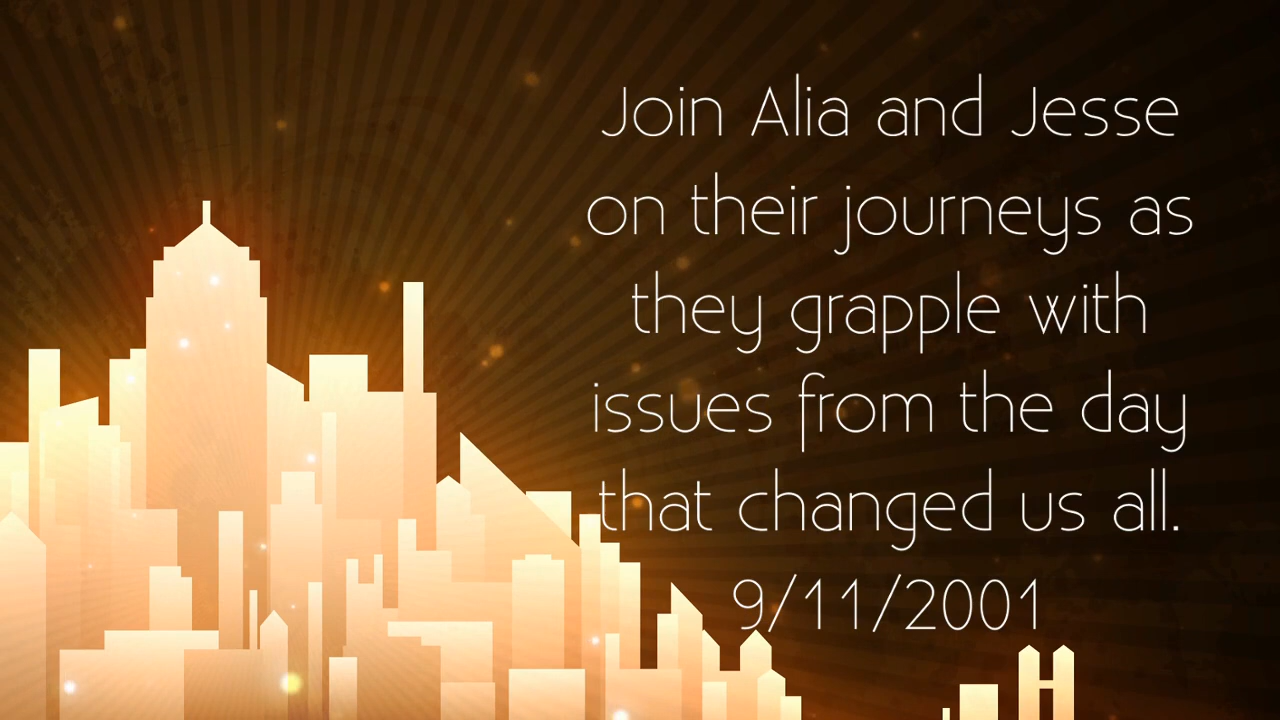 Join Alia and Jesse
on their journeys as
they grapple with
issues from the day
that changed us all.
9/11/2001